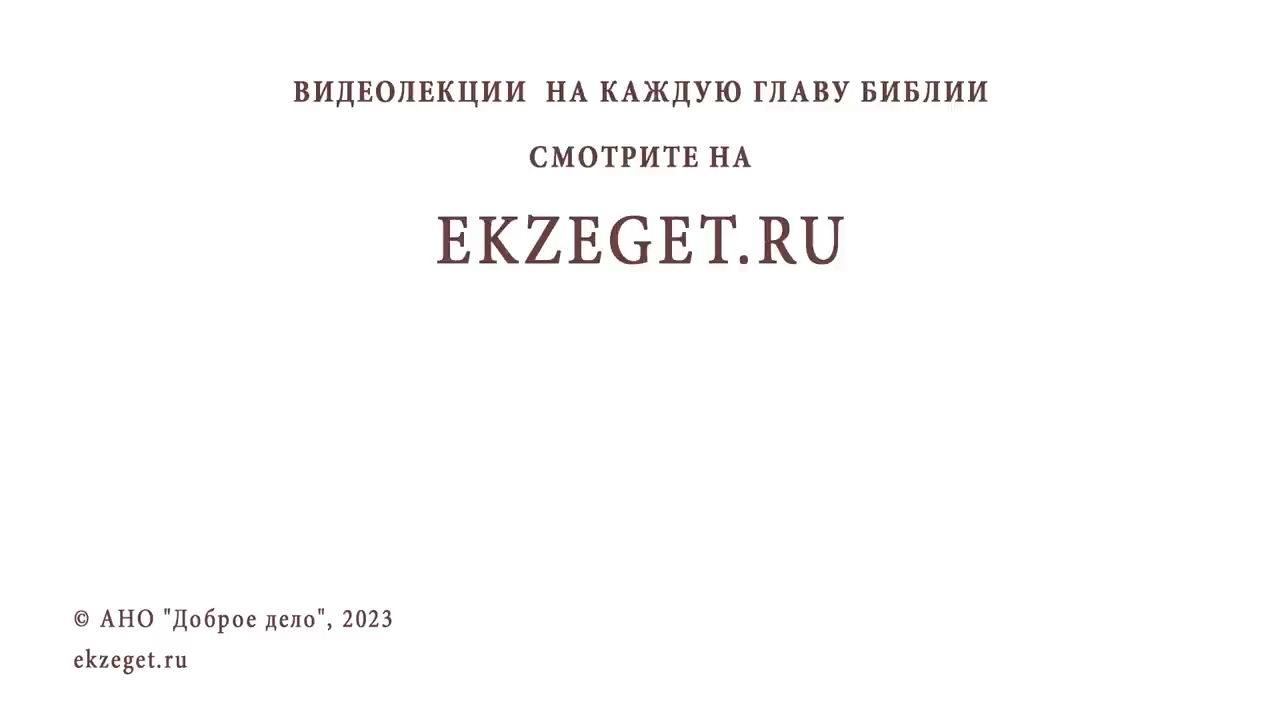 ВИДЕОЛЕКЦИИ НА КАЖДУЮ ГЛАВУ БИБЛИИ
СМОТРИТЕ НА
EKZEGET.RU
© АНО "Доброе дело", 2023
ekzeget.ru